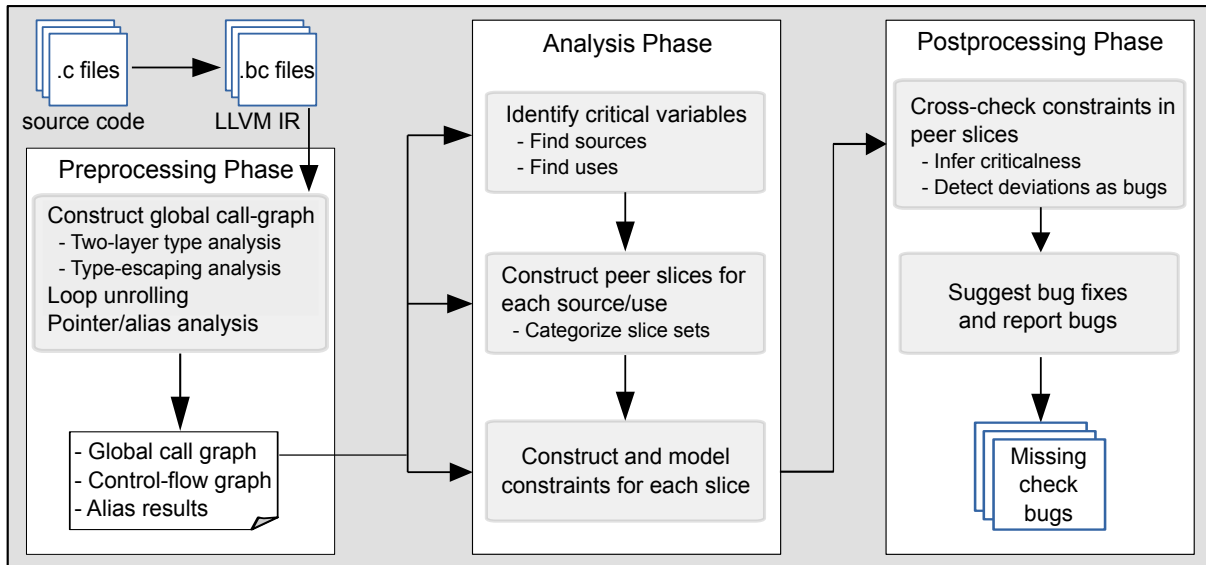 .c files
.bc files
source code
LLVM IR
Preprocessing Phase
Construct global call-graph
- Two-layer type analysis
- Type-escaping analysis
Loop unrolling
Pointer/alias analysis
- Global call graph
- Control-flow graph
- Alias results
Analysis Phase
Identify critical variables
- Find sources
- Find uses
Construct peer slices for
each source/use
- Categorize slice sets
Construct and model
constraints for each slice
Postprocessing Phase
Cross-check constraints in
peer slices
- Infer criticalness
- Detect deviations as bugs
Suggest bug fixes
and report bugs
Missing
check
bugs